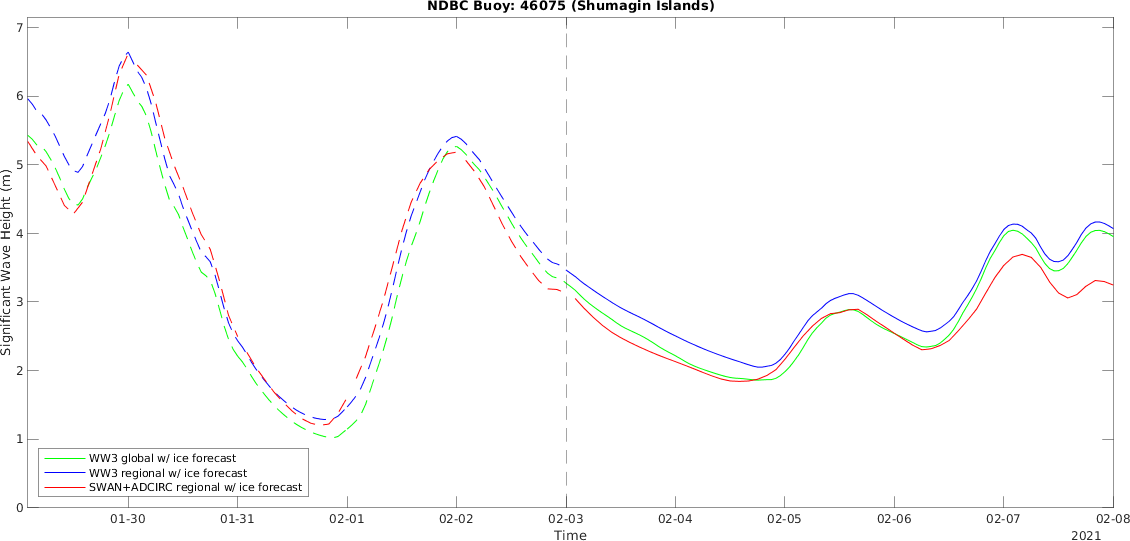 NDBC Buoy: 46075 (Shumagin Islands)
7
6
5
4
3
2
1
0
Significant Wave Height (m)
WW3 global w/ ice forecast
WW3 regional w/ ice forecast
SWAN+ADCIRC regional w/ ice forecast
01-30 01-31 02-01 02-02 02-03 02-04 02-05 02-06 02-07 02-08
Time
2021